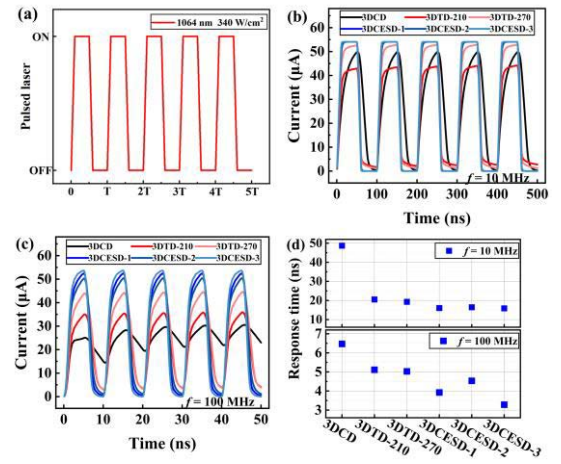 (a)
1064 nm 340 W/cm²
ON
OFF
Pulsed laser
0 T 2T 3T 4T 5T
(b)
3DCD 3DTD-210 3DTD-270
3DCESD-1 3DCESD-2 3DCESD-3
60
50
40
30
20
10
0
Current (μA)
f = 10 MHz
0 100 200 300 400 500
Time (ns)
(c)
3DCD 3DTD-210 3DTD-270
3DCESD-1 3DCESD-2 3DCESD-3
70
60
50
40
30
20
10
0
Current (μA)
f = 100 MHz
0 10 20 30 40 50
Time (ns)
(d)
50
40
30
20
10
f = 10 MHz
Response time (ns)
7
6
5
4
3
f = 100 MHz
3DCD
3DTD-210
3DTD-270
3DCESD-1
3DCESD-2
3DCESD-3